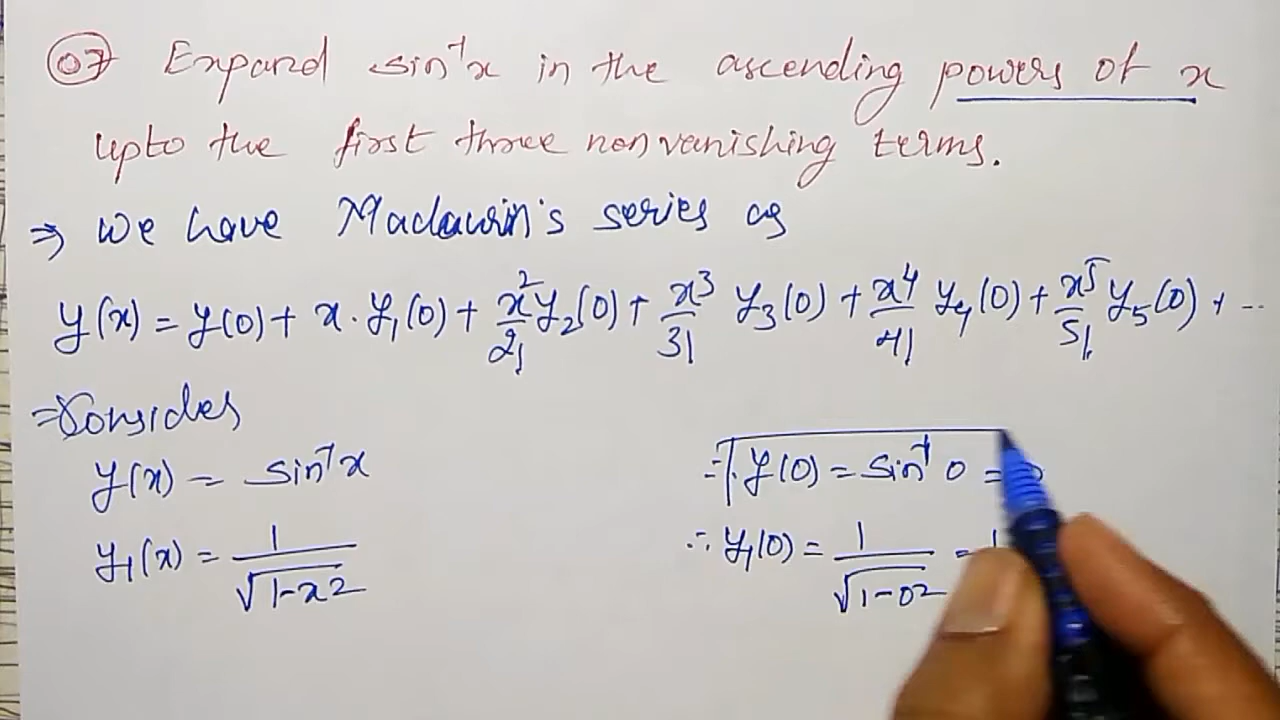 07 Expand sin⁻¹x in the ascending powers of x
upto the first three non vanishing terms.
⇒ We have Maclaurin's series as
y(x) = y(0) + x · y₁(0) + x²/2! y₂(0) + x³/3! y₃(0) + x⁴/4! y₄(0) + x⁵/5! y₅(0) + ...
⇒ Consider
y(x) = sin⁻¹x ∴ y(0) = sin⁻¹ 0 =
y₁(x) = 1/√(1-x²) ∴ y₁(0) = 1/√(1-0²) =